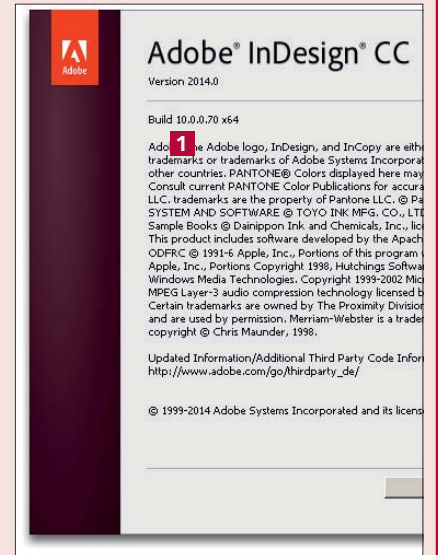 Adobe
Adobe® InDesign® CC
Version 2014.0
Build 10.0.0.70 x64
1
Adobe Adobe logo, InDesign, and InCopy are eithe
trademarks or trademarks of Adobe Systems Incorporat
other countries. PANTONE® Colors displayed here may
Consult current PANTONE Color Publications for accura
LLC. trademarks are the property of Pantone LLC. © Pa
SYSTEM AND SOFTWARE © TOYO INK MFG. CO., LTD
Sample Books © Dainippon Ink and Chemicals, Inc., lice
This product includes software developed by the Apach
ODFRC © 1991-6 Apple, Inc., Portions of this program
Apple, Inc., Portions Copyright 1998, Hutchings Softwa
Windows Media Technologies. Copyright 1999-2002 Mic
MPEG Layer-3 audio compression technology licensed b
Certain trademarks are owned by The Proximity Division
and are used by permission. Merriam-Webster is a trade
copyright © Chris Maunder, 1998.
Updated Information/Additional Third Party Code Infor
http://www.adobe.com/go/thirdparty_de/
© 1999-2014 Adobe Systems Incorporated and its licens